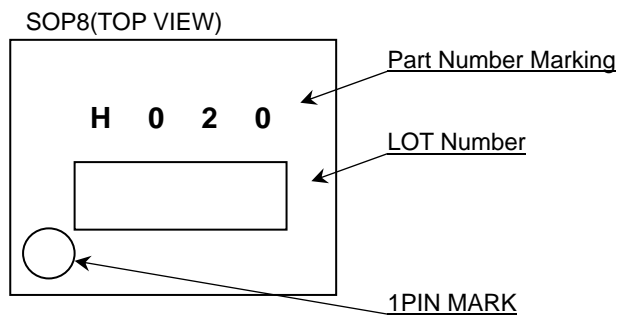 SOP8(TOP VIEW)
Part Number Marking
H 0 2 0
LOT Number
1PIN MARK